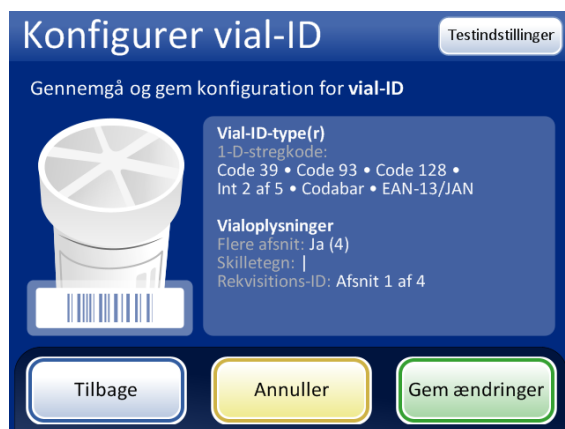 Konfigurer vial-ID
Testindstillinger
Gennemgå og gem konfiguration for vial-ID
Vial-ID-type(r)
1-D-stregkode:
Code 39 • Code 93 • Code 128 •
Int 2 af 5 • Codabar • EAN-13/JAN
Vialoplysninger
Flere afsnit: Ja (4)
Skilletegn: |
Rekvisitions-ID: Afsnit 1 af 4
Tilbage
Annuller
Gem ændringer